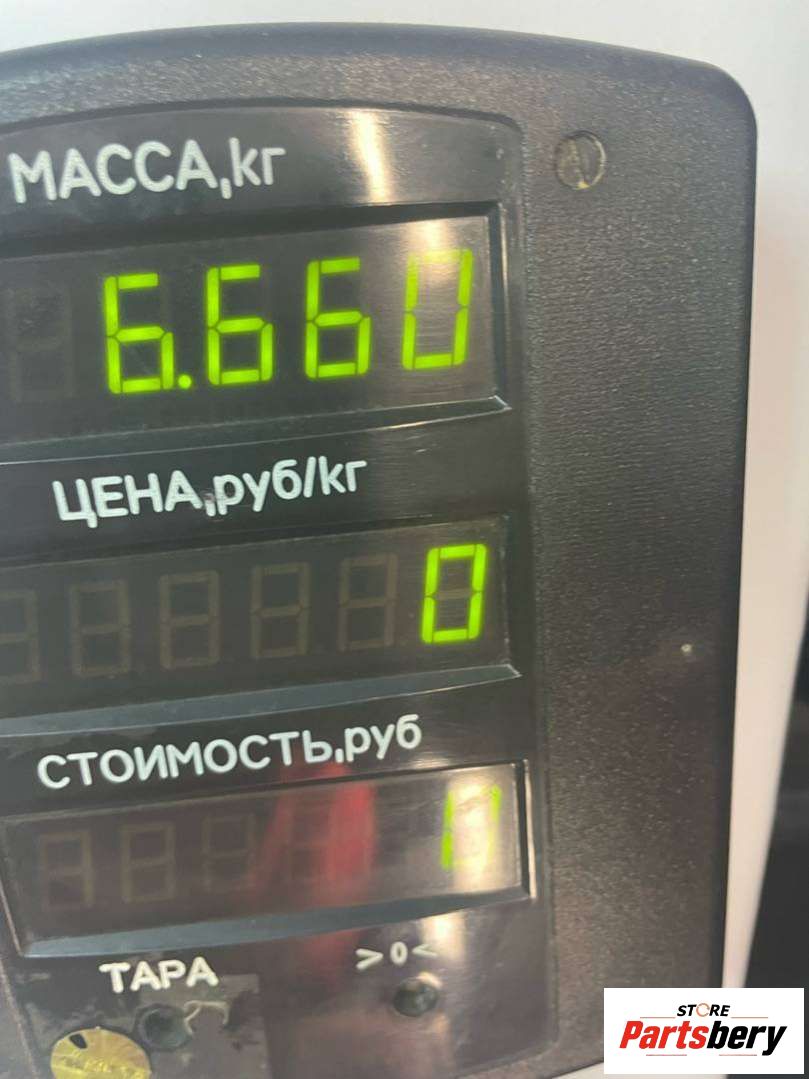 МАССА,кг
6.660
ЦЕНА,руб/кг
0
СТОИМОСТЬ,руб
0
ТАРА >0<
STORE
Partsbery